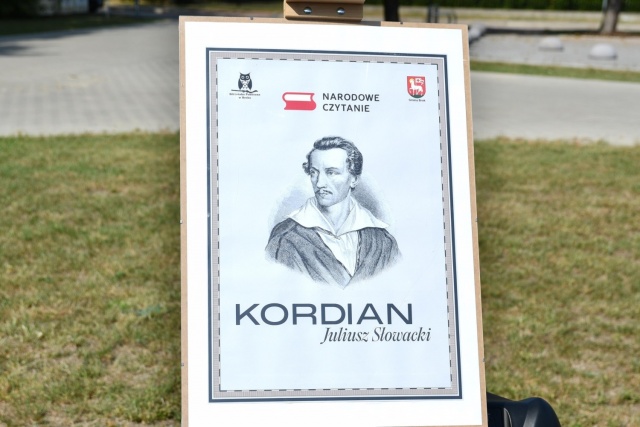 NARODOWE
CZYTANIE
KORDIAN
Juliusz Słowacki